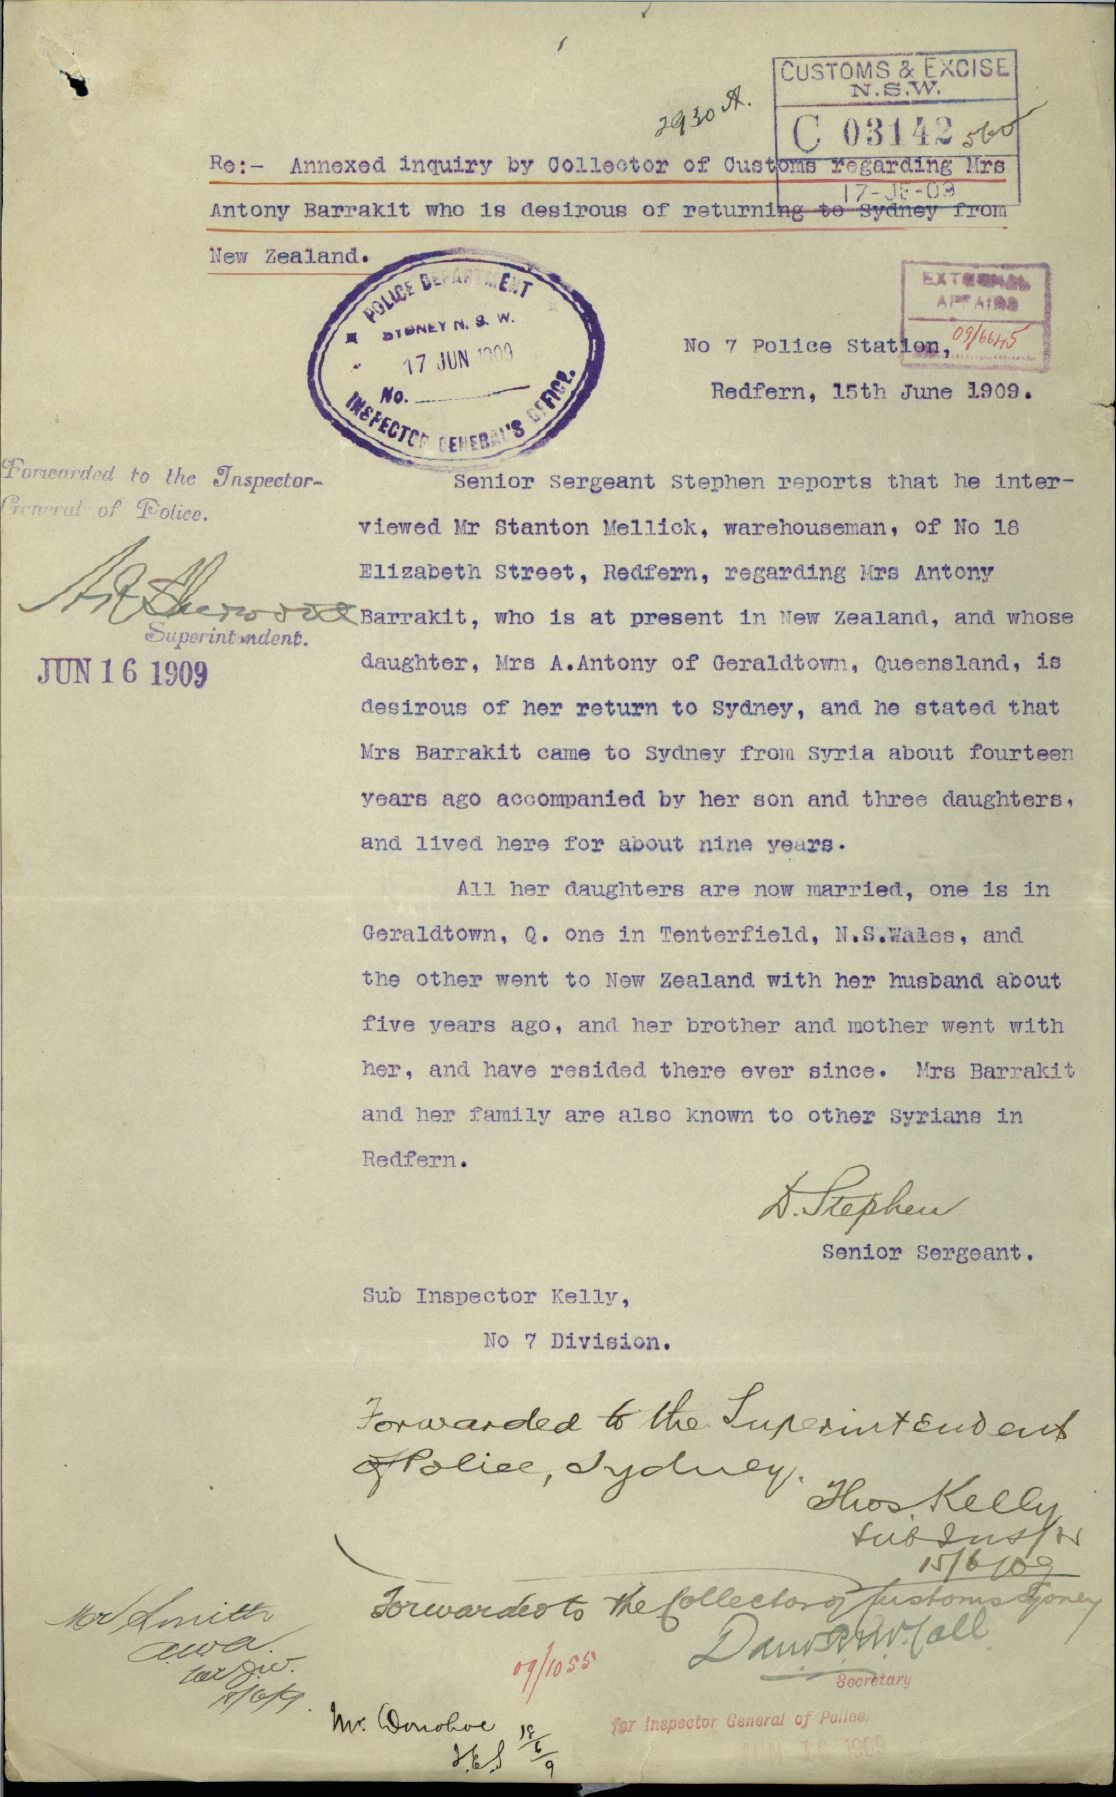 2930 A.
CUSTOMS & EXCISE
N.S.W.
C 03142 560
17-JE-09
Re:- Annexed inquiry by Collector of Customs regarding Mrs
Antony Barrakit who is desirous of returning to Sydney from
New Zealand.
POLICE DEPARTMENT
SYDNEY N. S. W.
17 JUN 1909
No.
INSPECTOR GENERAL'S OFFICE.
EXTERNAL
AFFAIRS
09/6645
No 7 Police Station,
Redfern, 15th June 1909.
Forwarded to the Inspector-
General of Police.
Superintendent.
JUN 16 1909
Senior Sergeant Stephen reports that he inter-
viewed Mr Stanton Mellick, warehouseman, of No 18
Elizabeth Street, Redfern, regarding Mrs Antony
Barrakit, who is at present in New Zealand, and whose
daughter, Mrs A.Antony of Geraldtown, Queensland, is
desirous of her return to Sydney, and he stated that
Mrs Barrakit came to Sydney from Syria about fourteen
years ago accompanied by her son and three daughters,
and lived here for about nine years.
All her daughters are now married, one is in
Geraldtown, Q. one in Tenterfield, N.S.Wales, and
the other went to New Zealand with her husband about
five years ago, and her brother and mother went with
her, and have resided there ever since. Mrs Barrakit
and her family are also known to other Syrians in
Redfern.
D. Stephen
Senior Sergeant.
Sub Inspector Kelly,
No 7 Division.
Forwarded to the Superintendent
of Police, Sydney.
Thos. Kelly
Sub Insptr
15/6/09
Forwarded to the Collector of Customs Sydney
Secretary
for Inspector General of Police.
JUN 16 1909
09/1055
Mr Smith
Mr. Donohoe
18/6/9